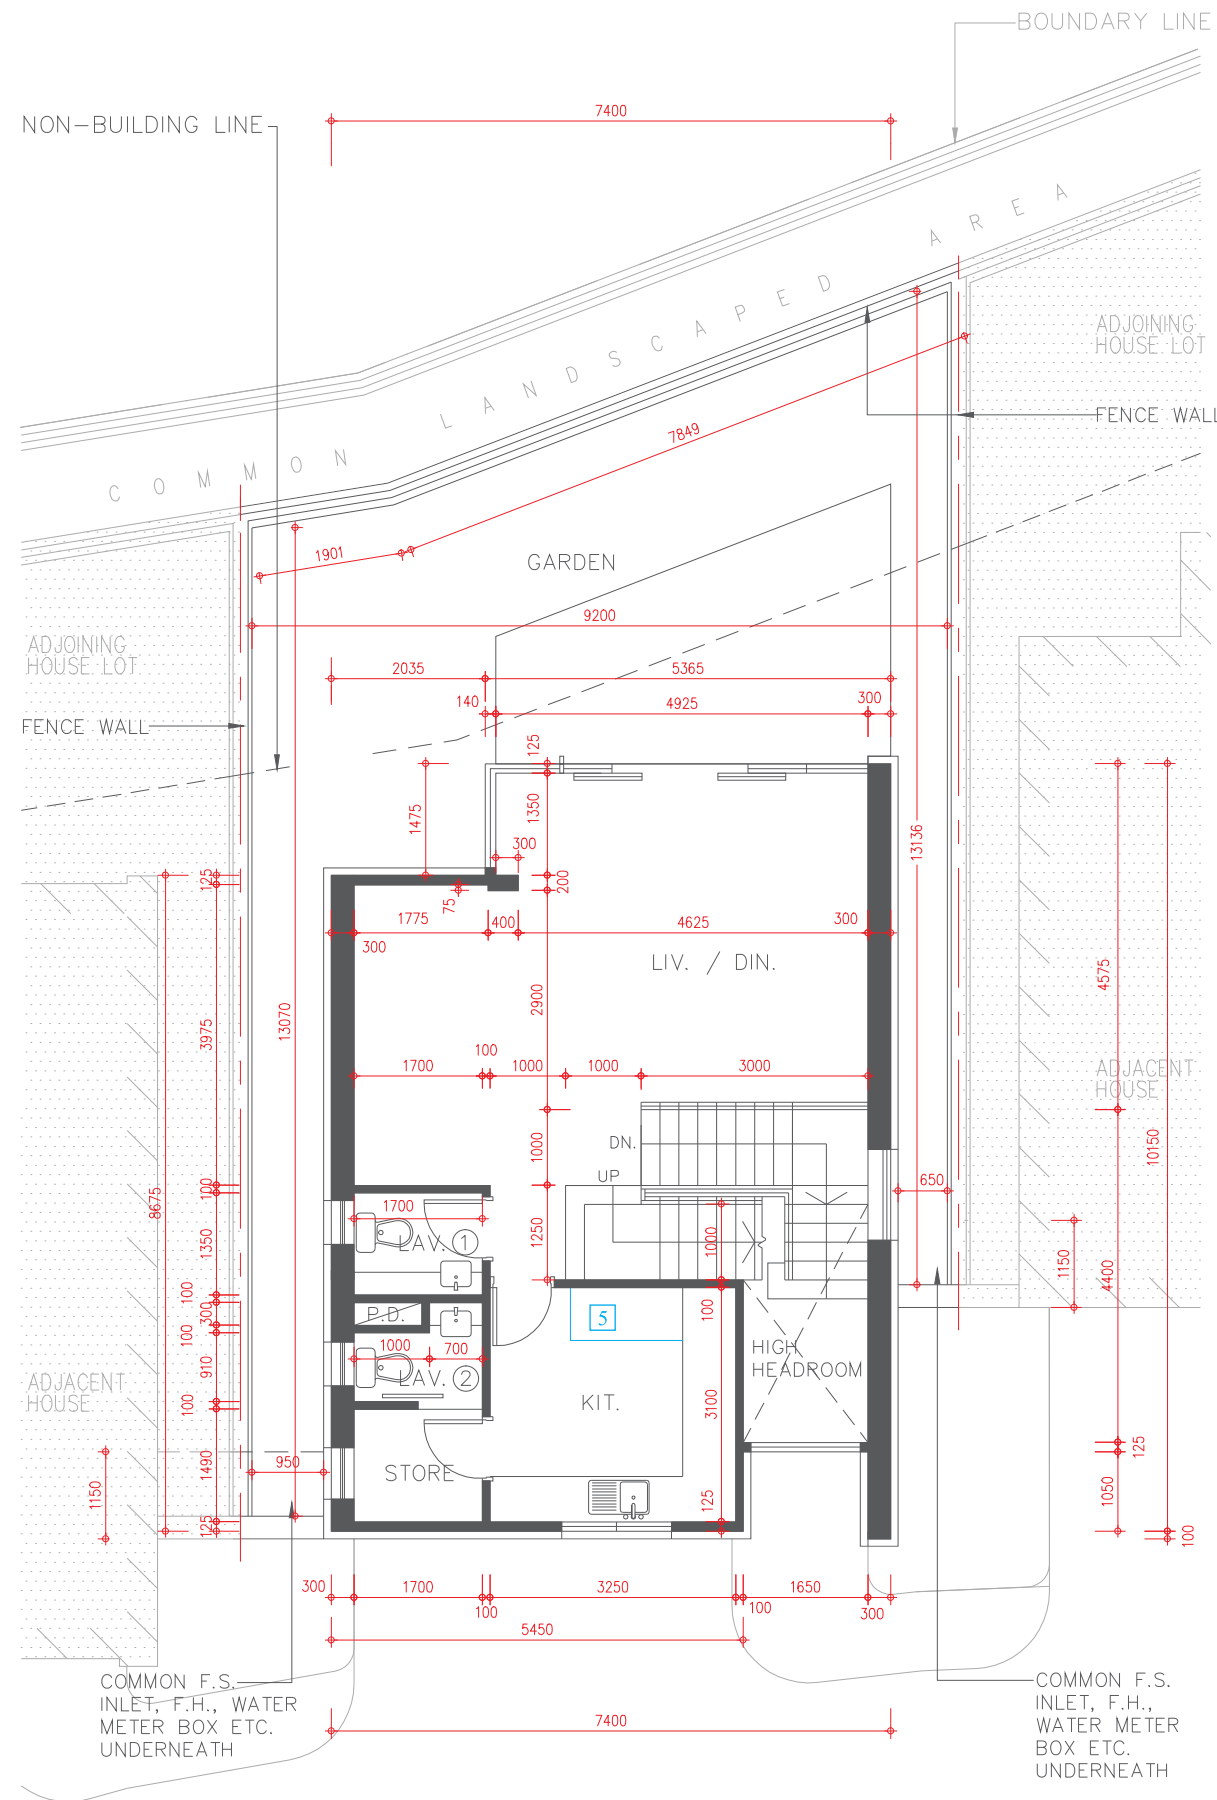 BOUNDARY LINE
7400
NON-BUILDING LINE
COMMON LANDSCAPED AREA
ADJOINING
HOUSE LOT
FENCE WALL
7849
1901
GARDEN
9200
ADJOINING
HOUSE LOT
2035
5365
140
4925
300
FENCE WALL
125
1475
1350
300
13136
125
200
75
1775
400
4625
300
300
LIV. / DIN.
4575
2900
13070
3975
100
1700
1000
1000
3000
ADJACENT
HOUSE
DN.
1000
10150
UP
8675
100
650
1700
1350
LAV. 1
1250
1000
1150
4400
100
300
P.D.
100
5
100
1000
700
HIGH
HEADROOM
910
LAV. 2
ADJACENT
HOUSE
100
KIT.
3100
125
1490
950
STORE
1150
125
125
1050
100
300
1700
100
3250
100
1650
300
5450
COMMON F.S.
INLET, F.H., WATER
METER BOX ETC.
UNDERNEATH
COMMON F.S.
INLET, F.H.,
WATER METER
BOX ETC.
UNDERNEATH
7400